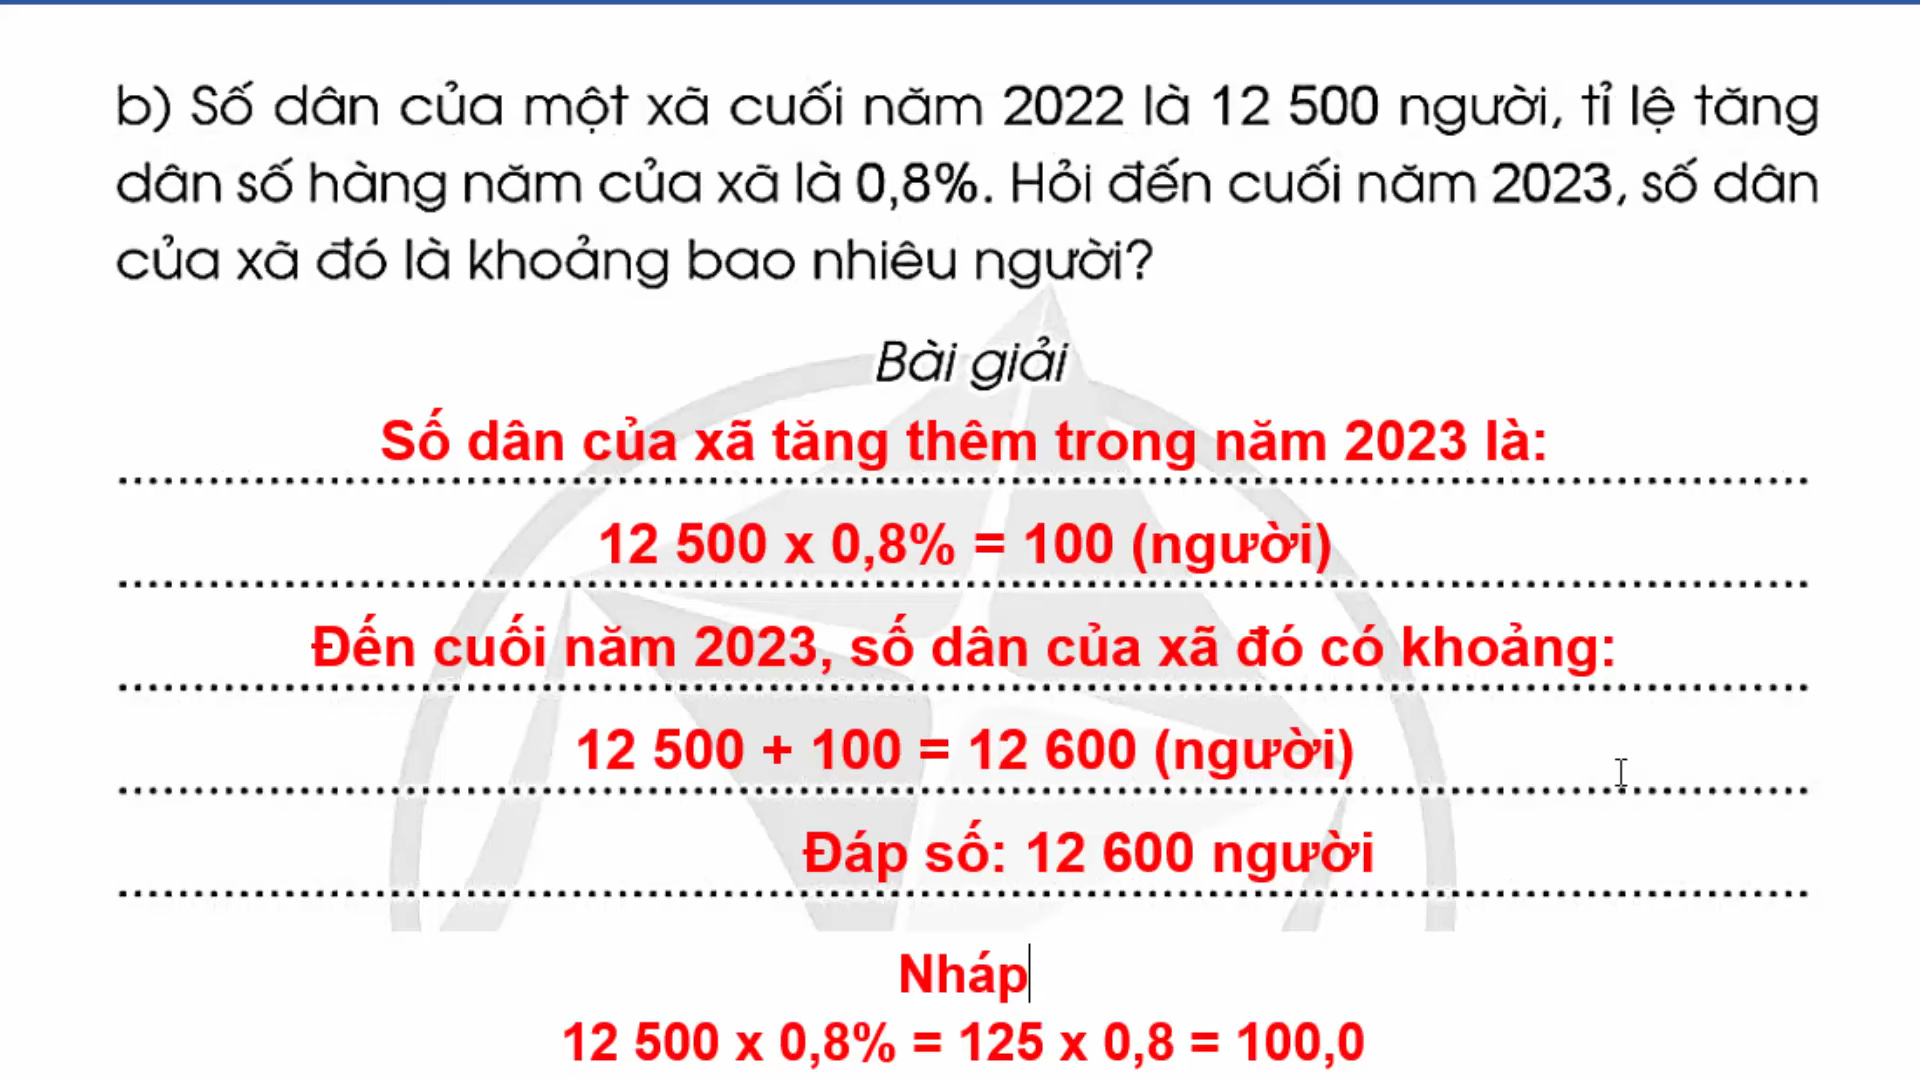 b) Số dân của một xã cuối năm 2022 là 12 500 người, tỉ lệ tăng
dân số hàng năm của xã là 0,8%. Hỏi đến cuối năm 2023, số dân
của xã đó là khoảng bao nhiêu người?
Bài giải
Số dân của xã tăng thêm trong năm 2023 là:
12 500 x 0,8% = 100 (người)
Đến cuối năm 2023, số dân của xã đó có khoảng:
12 500 + 100 = 12 600 (người)
Đáp số: 12 600 người
Nháp
12 500 x 0,8% = 125 x 0,8 = 100,0